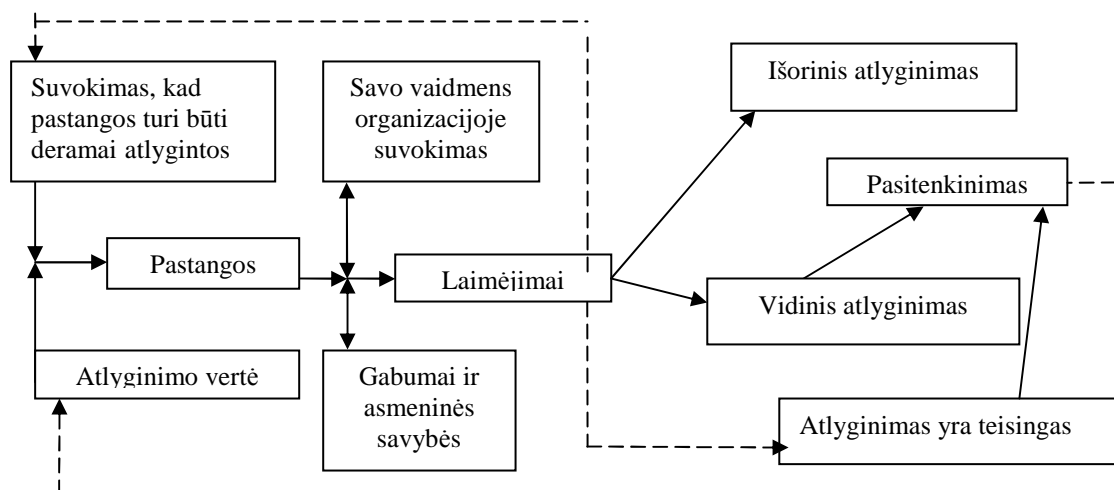 Suvokimas, kad
pastangos turi būti
deramai atlygintos
Savo vaidmens
organizacijoje
suvokimas
Išorinis atlyginimas
Pasitenkinimas
Pastangos
Laimėjimai
Vidinis atlyginimas
Atlyginimo vertė
Gabumai ir
asmeninės
savybės
Atlyginimas yra teisingas